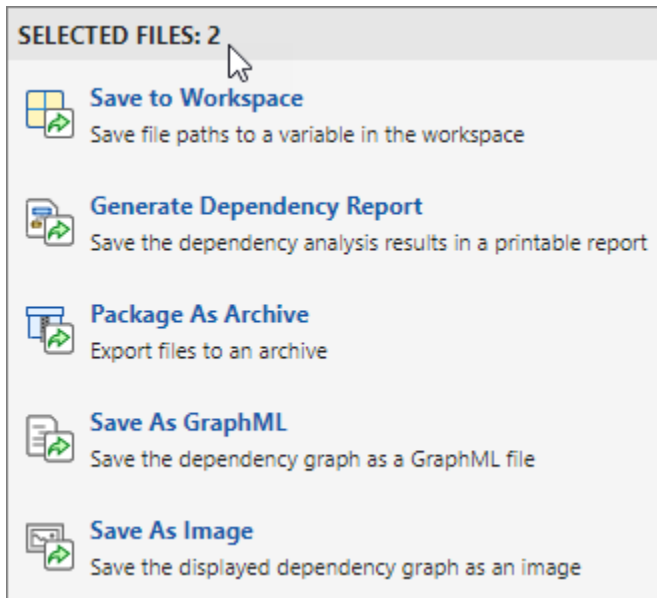 SELECTED FILES: 2
Save to Workspace
Save file paths to a variable in the workspace
Generate Dependency Report
Save the dependency analysis results in a printable report
Package As Archive
Export files to an archive
Save As GraphML
Save the dependency graph as a GraphML file
Save As Image
Save the displayed dependency graph as an image